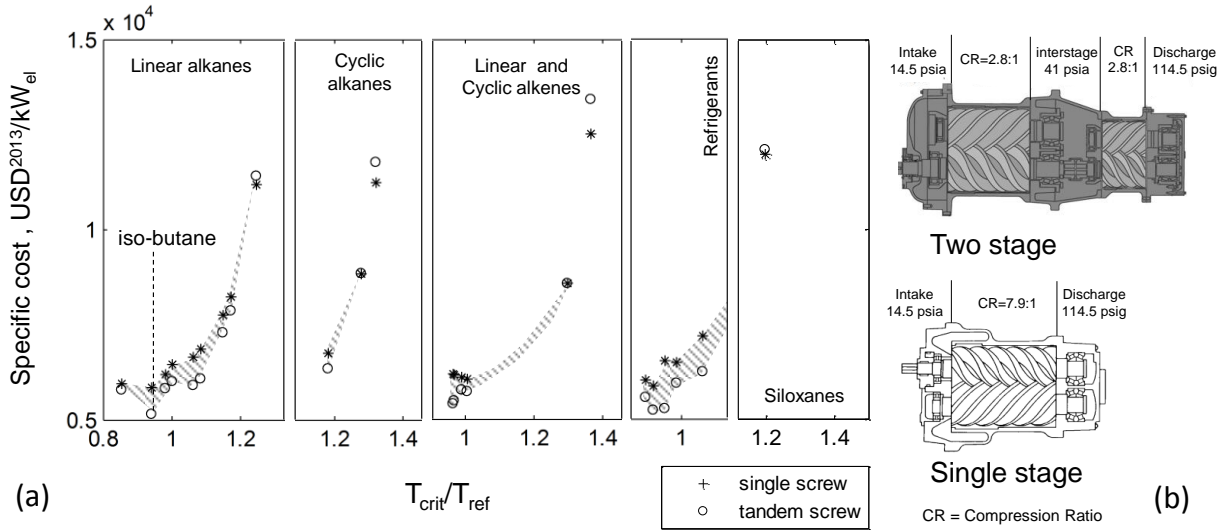 x 10^4
1.5
1
0.5
Specific cost , USD^2013/kW_el
Linear alkanes
iso-butane
Cyclic
alkanes
Linear and
Cyclic alkenes
Refrigerants
Siloxanes
0.8 1 1.2
1 1.2 1.4
1 1.2 1.4
1
1.2 1.4
T_crit/T_ref
single screw
tandem screw
(a)
Intake
14.5 psia
CR=2.8:1
interstage
41 psia
CR
2.8:1
Discharge
114.5 psig
Two stage
Intake
14.5 psia
CR=7.9:1
Discharge
114.5 psig
Single stage
CR = Compression Ratio
(b)